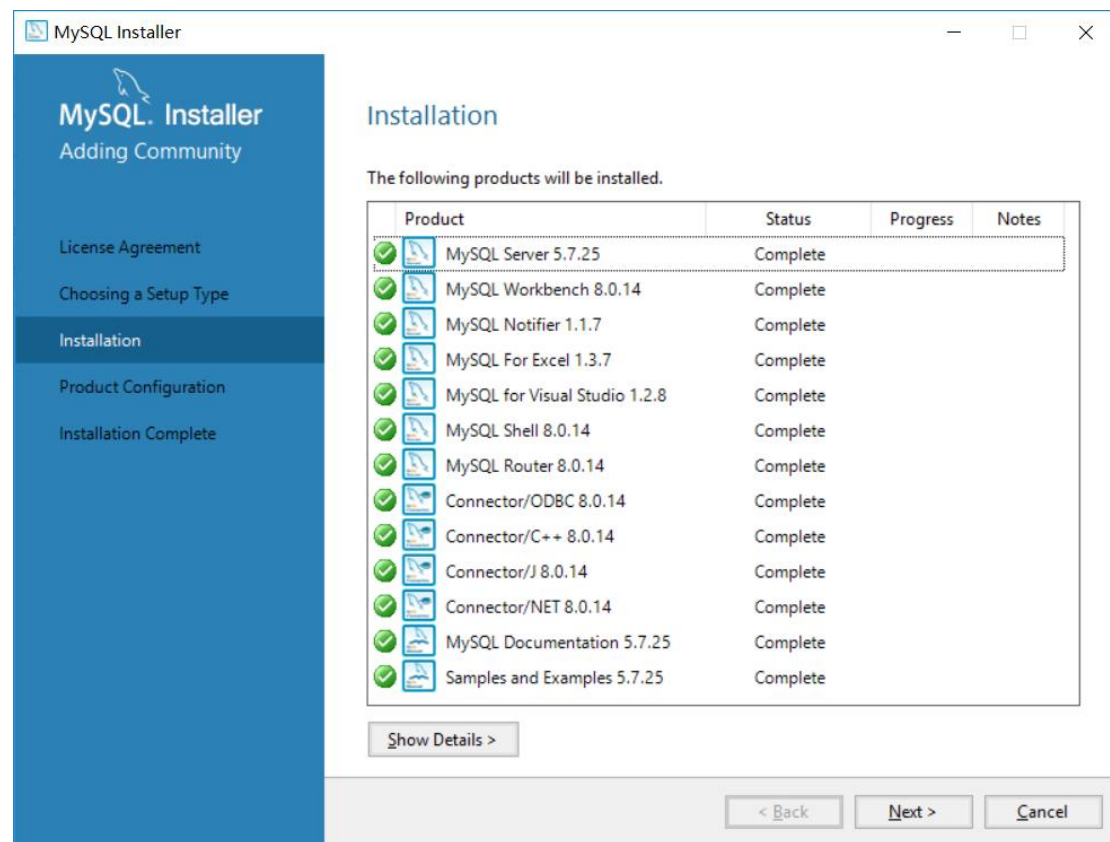 MySQL Installer
MySQL. Installer
Adding Community
License Agreement
Choosing a Setup Type
Installation
Product Configuration
Installation Complete
Installation
The following products will be installed.
Product Status Progress Notes
MySQL Server 5.7.25 Complete
MySQL Workbench 8.0.14 Complete
MySQL Notifier 1.1.7 Complete
MySQL For Excel 1.3.7 Complete
MySQL for Visual Studio 1.2.8 Complete
MySQL Shell 8.0.14 Complete
MySQL Router 8.0.14 Complete
Connector/ODBC 8.0.14 Complete
Connector/C++ 8.0.14 Complete
Connector/J 8.0.14 Complete
Connector/NET 8.0.14 Complete
MySQL Documentation 5.7.25 Complete
Samples and Examples 5.7.25 Complete
Show Details >
< Back Next > Cancel